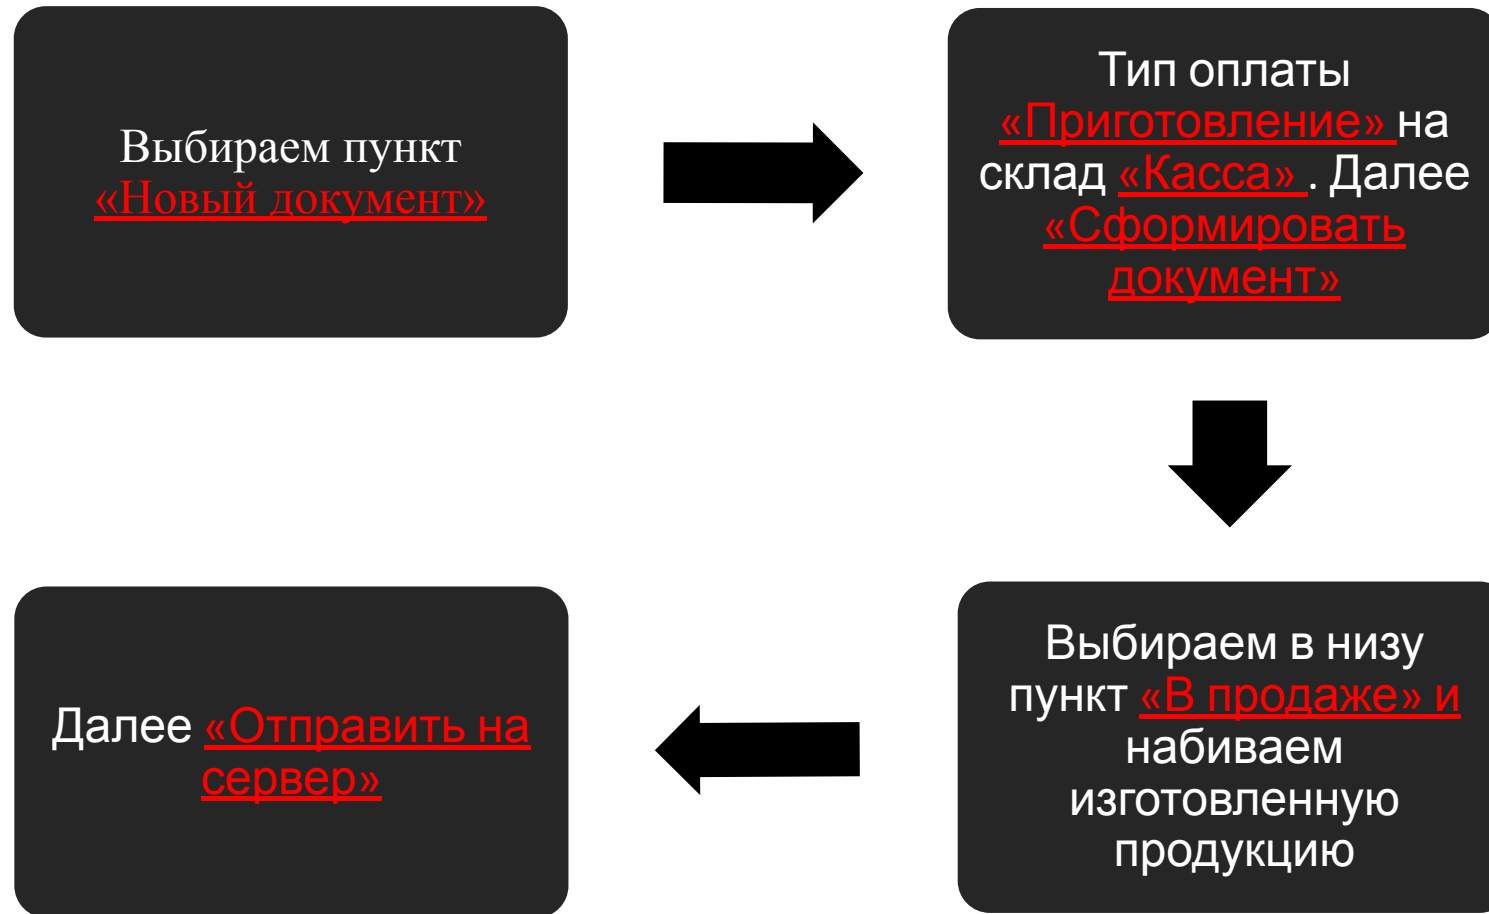 Выбираем пункт
«Новый документ»
Тип оплаты
«Приготовление» на
склад «Касса» . Далее
«Сформировать
документ»
Выбираем в низу
пункт «В продаже» и
набиваем
изготовленную
продукцию
Далее «Отправить на
сервер»